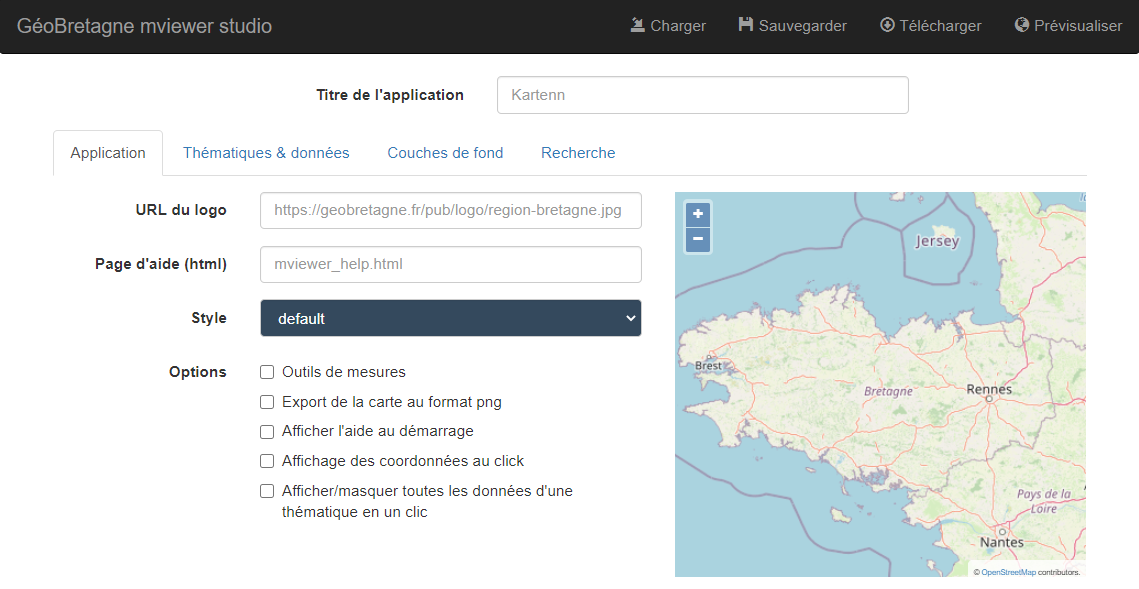 GéoBretagne mviewer studio
Charger
Sauvegarder
Télécharger
Prévisualiser
Titre de l'application
Kartenn
Application
Thématiques & données
Couches de fond
Recherche
URL du logo
https://geobretagne.fr/pub/logo/region-bretagne.jpg
Page d'aide (html)
mviewer_help.html
Style
default
Options
Outils de mesures
Export de la carte au format png
Afficher l'aide au démarrage
Affichage des coordonnées au click
Afficher/masquer toutes les données d'une
thématique en un clic
+
−
Jersey
Brest
Bretagne
Rennes
Pays de la
Loire
Nantes
© OpenStreetMap contributors.